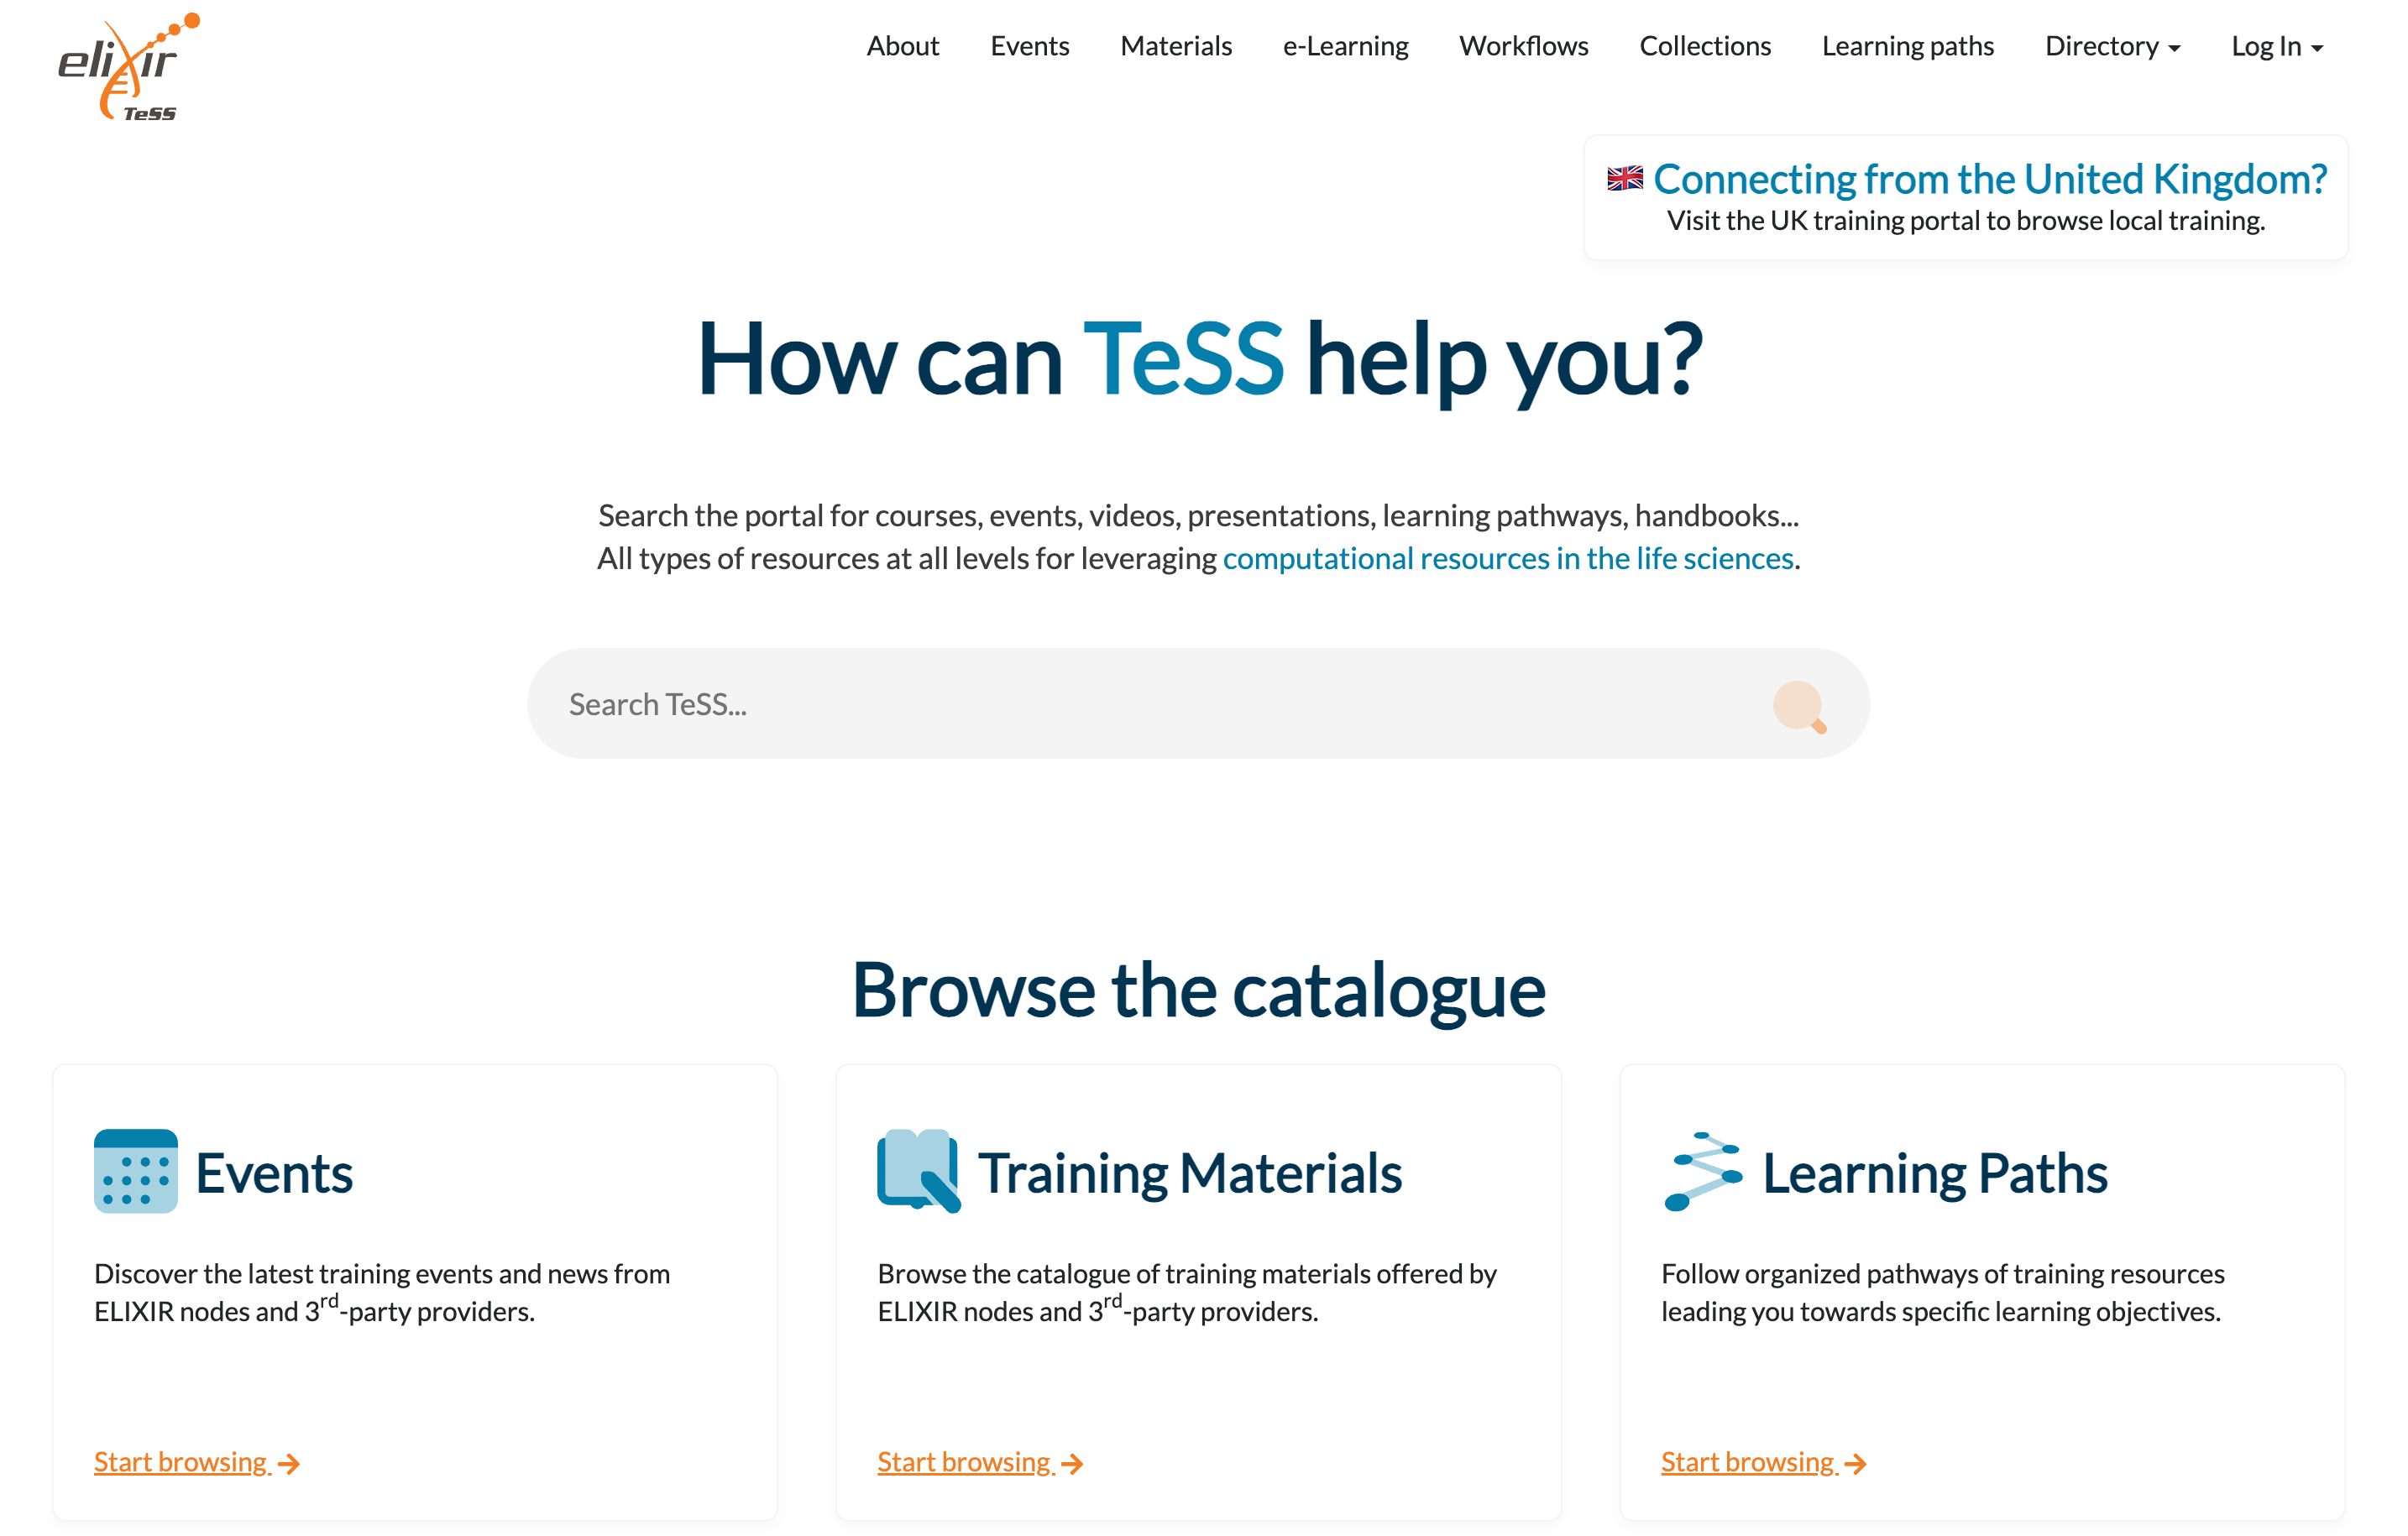 elixir
TeSS
About Events Materials e-Learning Workflows Collections Learning paths Directory Log In
Connecting from the United Kingdom?
Visit the UK training portal to browse local training.
How can TeSS help you?
Search the portal for courses, events, videos, presentations, learning pathways, handbooks...
All types of resources at all levels for leveraging computational resources in the life sciences.
Search TeSS...
Browse the catalogue
Events
Discover the latest training events and news from
ELIXIR nodes and 3rd-party providers.
Start browsing
Training Materials
Browse the catalogue of training materials offered by
ELIXIR nodes and 3rd-party providers.
Start browsing
Learning Paths
Follow organized pathways of training resources
leading you towards specific learning objectives.
Start browsing